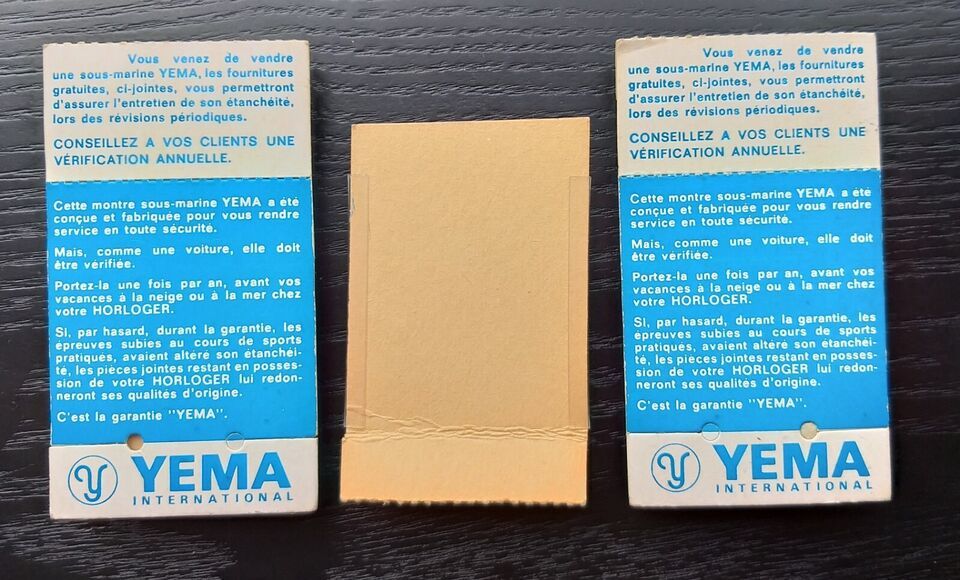 Vous venez de vendre
une sous-marine YEMA, les fournitures
gratuites, ci-jointes, vous permettront
d'assurer l'entretien de son étanchéité,
lors des révisions périodiques.
CONSEILLEZ A VOS CLIENTS UNE
VÉRIFICATION ANNUELLE.
Cette montre sous-marine YEMA a été
conçue et fabriquée pour vous rendre
service en toute sécurité.
Mais, comme une voiture, elle doit
être vérifiée.
Portez-la une fois par an, avant vos
vacances à la neige ou à la mer chez
votre HORLOGER.
Si, par hasard, durant la garantie, les
épreuves subies au cours de sports
pratiqués, avaient altéré son étanchéi-
té, les pièces jointes restant en posses-
sion de votre HORLOGER lui redon-
neront ses qualités d'origine.
C'est la garantie "YEMA".
YEMA
INTERNATIONAL
Vous venez de vendre
une sous-marine YEMA, les fournitures
gratuites, ci-jointes, vous permettront
d'assurer l'entretien de son étanchéité,
lors des révisions périodiques.
CONSEILLEZ A VOS CLIENTS UNE
VÉRIFICATION ANNUELLE.
Cette montre sous-marine YEMA a été
conçue et fabriquée pour vous rendre
service en toute sécurité.
Mais, comme une voiture, elle doit
être vérifiée.
Portez-la une fois par an, avant vos
vacances à la neige ou à la mer chez
votre HORLOGER.
Si, par hasard, durant la garantie, les
épreuves subies au cours de sports
pratiqués, avaient altéré son étanchéi-
té, les pièces jointes restant en posses-
sion de votre HORLOGER lui redon-
neront ses qualités d'origine.
C'est la garantie "YEMA".
YEMA
INTERNATIONAL